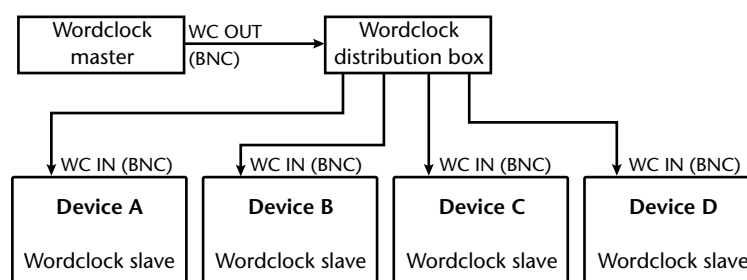 Wordclock
master
WC OUT
(BNC)
Wordclock
distribution box
WC IN (BNC)
WC IN (BNC)
WC IN (BNC)
WC IN (BNC)
Device A
Wordclock slave
Device B
Wordclock slave
Device C
Wordclock slave
Device D
Wordclock slave